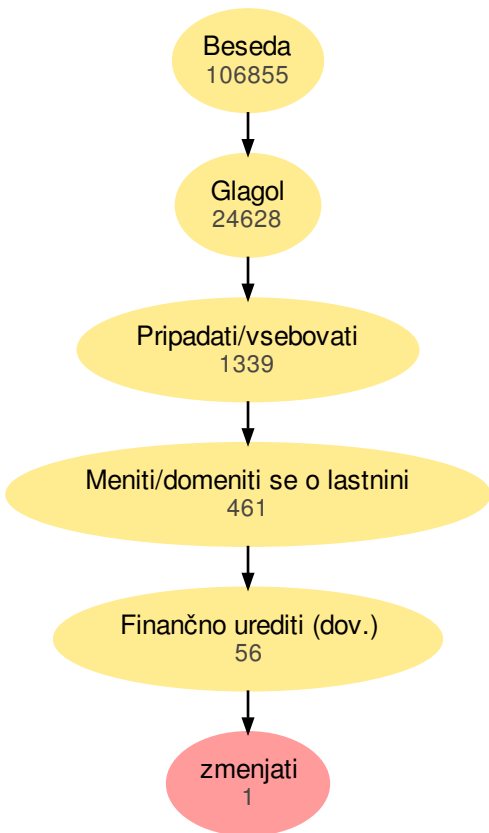 Beseda
106855
Glagol
24628
Pripadati/vsebovati
1339
Meniti/domeniti se o lastnini
461
Finančno urediti (dov.)
56
zmenjati
1